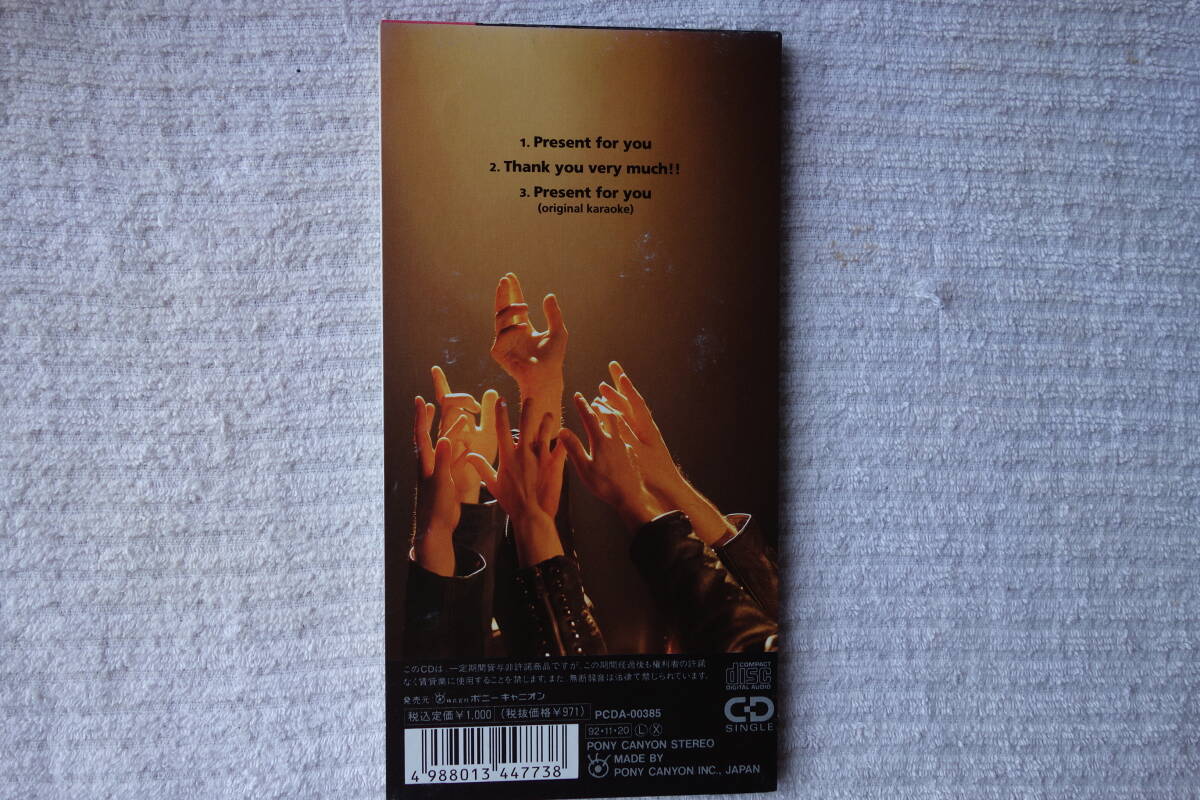 1. Present for you
2. Thank you very much!!
3. Present for you
(original karaoke)
このCDは、一定期間貸与非許諾商品ですが、この期間経過後も権利者の許諾
なく賃貸業に使用することを禁じます。また、無断録音は法律で禁じられています。
COMPACT
disc
DIGITAL AUDIO
発売元 株式会社ポニーキャニオン
税込定価¥1,000 (税抜価格¥971) PCDA-00385
CD
SINGLE
92・11・20 L X
PONY CANYON STEREO
MADE BY
PONY CANYON INC., JAPAN
4 988013 447738